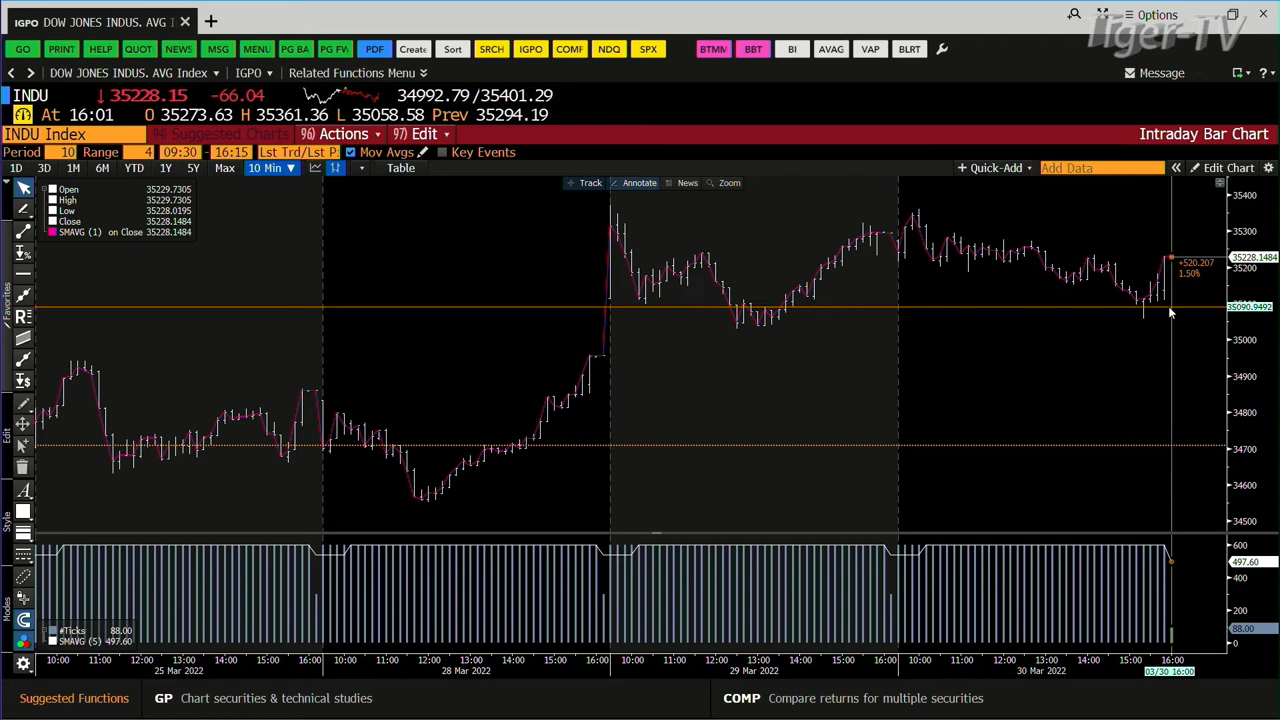 IGPO DOW JONES INDUS. AVG I
Options
Tiger-TV
GO PRINT HELP QUOT NEWS MSG MENU PG BA PG FW PDF Create Sort SRCH IGPO COMF NDQ SPX BTMM BBT BI AVAG VAP BLRT
DOW JONES INDUS. AVG Index IGPO Related Functions Menu Message
INDU ↓35228.15 -66.04 34992.79/35401.29
At 16:01 O 35273.63 H 35361.36 L 35058.58 Prev 35294.19
INDU Index 94) Suggested Charts 96) Actions 97) Edit Intraday Bar Chart
Period 10 Range 4 09:30 - 16:15 Lst Trd/Lst P Mov Avgs Key Events
1D 3D 1M 6M YTD 1Y 5Y Max 10 Min ▼ Table + Quick-Add Add Data « Edit Chart
Track Annotate News Zoom
Open 35229.7305
High 35229.7305
Low 35228.0195
Close 35228.1484
SMAVG (1) on Close 35228.1484
35400
35300
35228.1484
+520.207
1.50%
35200
35090.9492
35000
34900
34800
34700
34600
34500
Favorites
Edit
Style
Modes
600
497.60
400
200
88.00
0
#Ticks 88.00
SMAVG (5) 497.60
10:00 11:00 12:00 13:00 14:00 15:00 16:00 10:00 11:00 12:00 13:00 14:00 15:00 16:00 10:00 11:00 12:00 13:00 14:00 15:00 16:00 10:00 11:00 12:00 13:00 14:00 15:00 16:00
25 Mar 2022 28 Mar 2022 29 Mar 2022 30 Mar 2022 03/30 16:00
Suggested Functions GP Chart securities & technical studies COMP Compare returns for multiple securities